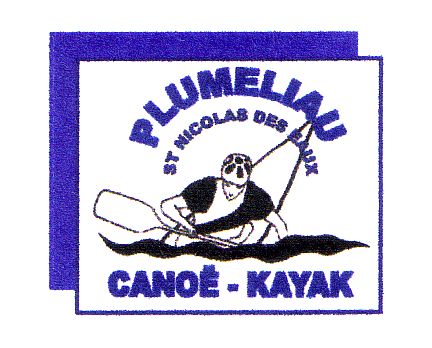 PLUMELIAU
ST NICOLAS DES EAUX
CANOË - KAYAK